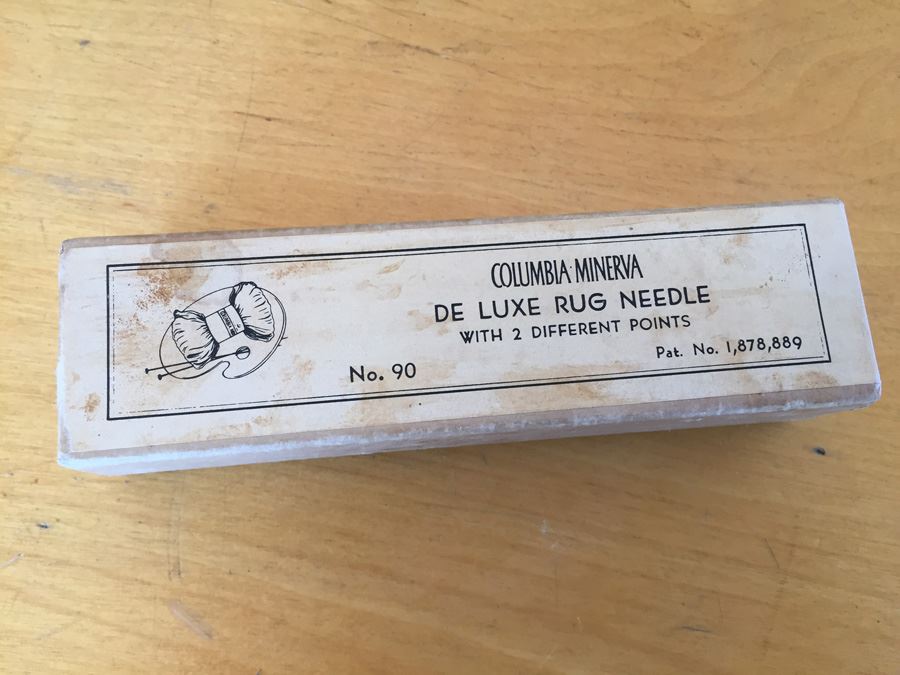 COLUMBIA·MINERVA
DE LUXE RUG NEEDLE
WITH 2 DIFFERENT POINTS
No. 90
Pat. No. 1,878,889